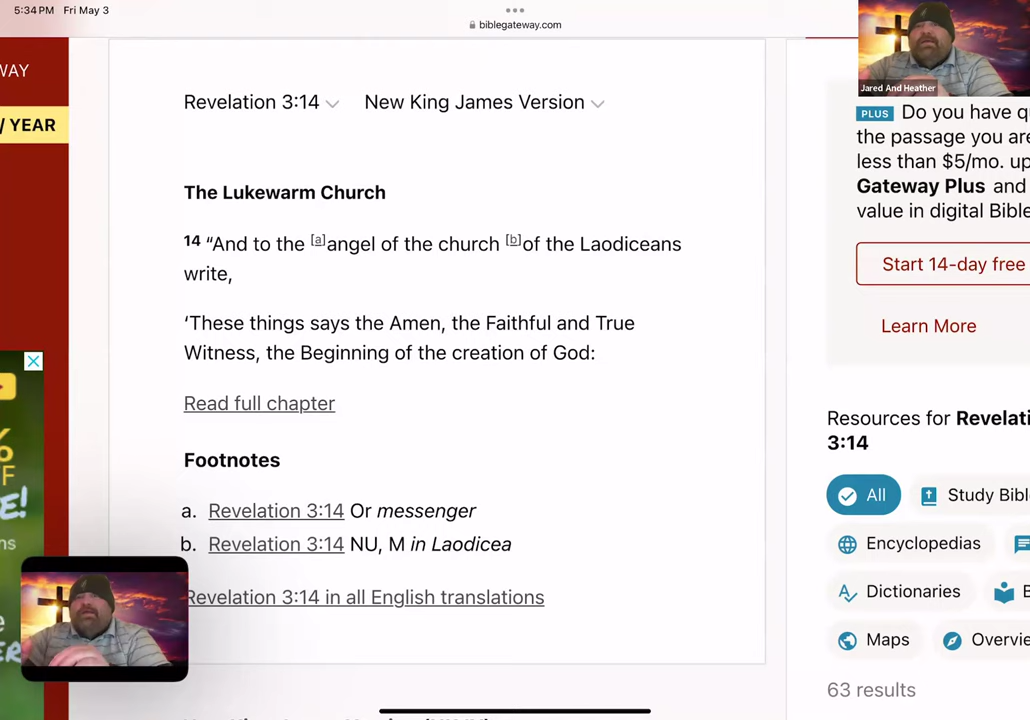 5:34 PM Fri May 3
biblegateway.com
WAY
/ YEAR
Revelation 3:14
New King James Version
The Lukewarm Church
14 “And to the [a]angel of the church [b]of the Laodiceans
write,
‘These things says the Amen, the Faithful and True
Witness, the Beginning of the creation of God:
Read full chapter
Footnotes
a. Revelation 3:14 Or messenger
b. Revelation 3:14 NU, M in Laodicea
Revelation 3:14 in all English translations
Jared And Heather
PLUS Do you have
the passage you
less than $5/mo. up
Gateway Plus and
value in digital Bible
Start 14-day free
Learn More
Resources for
3:14
All
Study
Encyclopedias
Dictionaries
Maps
63 results